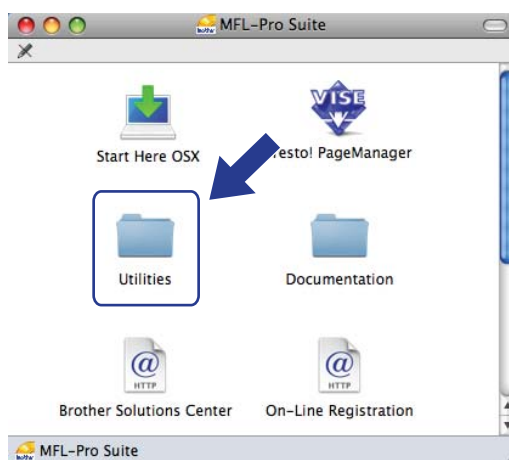 MFL-Pro Suite
VISE
Start Here OSX
resto! PageManager
Utilities
Documentation
HTTP
HTTP
Brother Solutions Center
On-Line Registration
MFL-Pro Suite